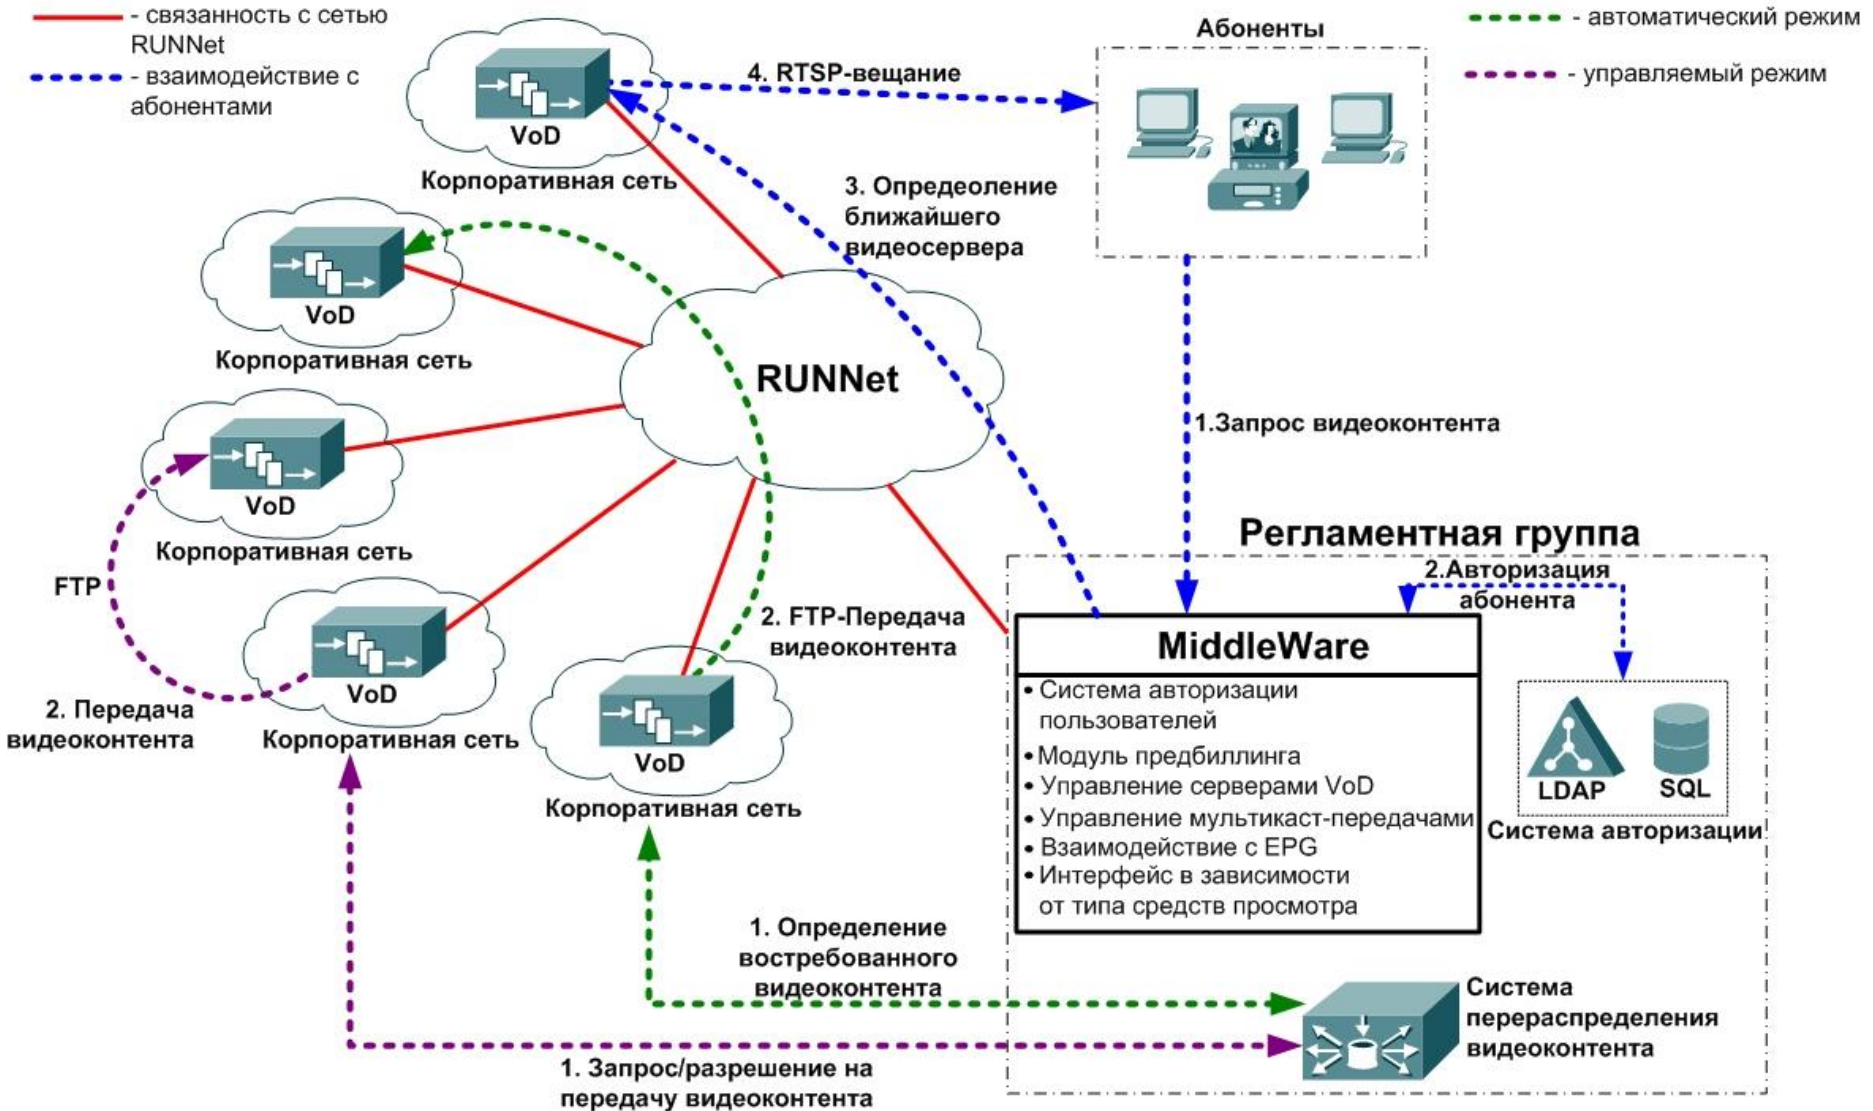 - связанность с сетью
RUNNet
- взаимодействие с
абонентами
- автоматический режим
- управляемый режим
Абоненты
4. RTSP-вещание
VoD
Корпоративная сеть
3. Опредеоление
ближайшего
видеосервера
VoD
Корпоративная сеть
RUNNet
1.Запрос видеоконтента
VoD
Корпоративная сеть
FTP
2. Передача
видеоконтента
VoD
Корпоративная сеть
2. FTP-Передача
видеоконтента
VoD
Корпоративная сеть
Регламентная группа
2.Авторизация
абонента
MiddleWare
• Система авторизации
пользователей
• Модуль предбиллинга
• Управление серверами VoD
• Управление мультикаст-передачами
• Взаимодействие с EPG
• Интерфейс в зависимости
от типа средств просмотра
LDAP
SQL
Система авторизации
1. Определение
востребованного
видеоконтента
Система
перераспределения
видеоконтента
1. Запрос/разрешение на
передачу видеоконтента